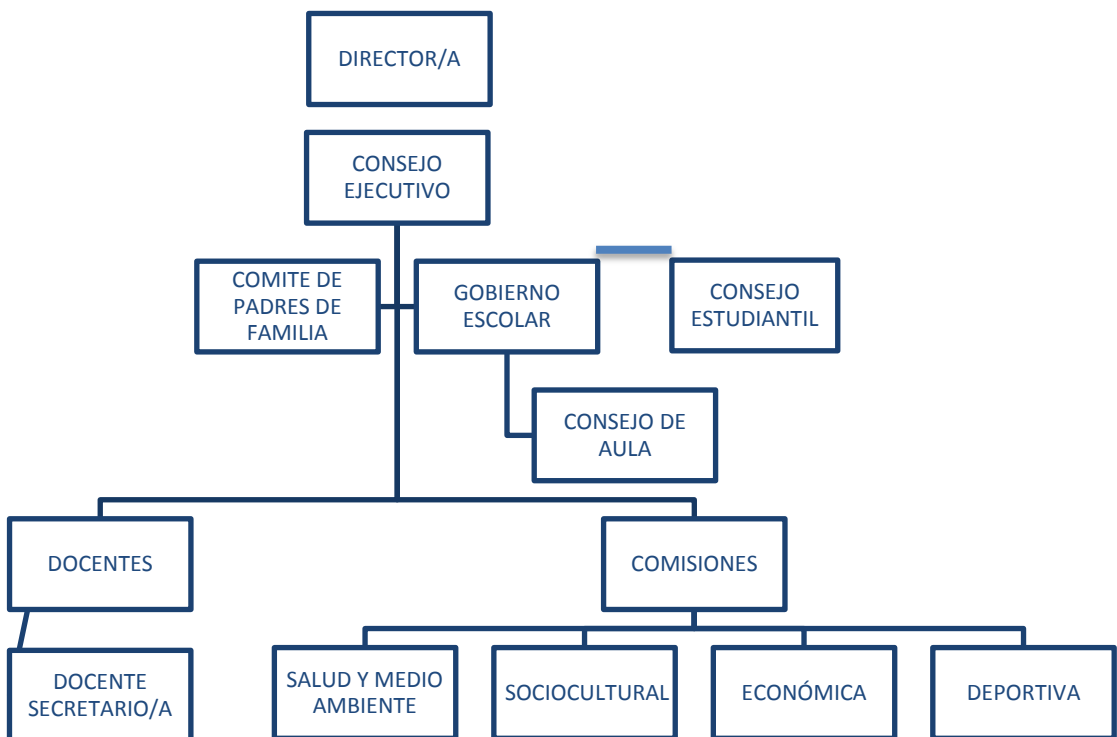 DIRECTOR/A
CONSEJO
EJECUTIVO
COMITE DE
PADRES DE
FAMILIA
GOBIERNO
ESCOLAR
CONSEJO
ESTUDIANTIL
CONSEJO DE
AULA
DOCENTES
COMISIONES
DOCENTE
SECRETARIO/A
SALUD Y MEDIO
AMBIENTE
SOCIOCULTURAL
ECONÓMICA
DEPORTIVA